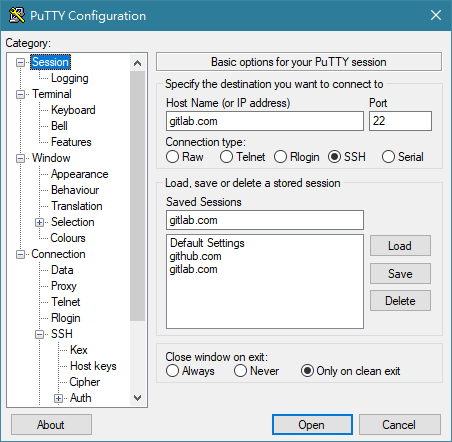 PuTTY Configuration
Category:
Session
Logging
Terminal
Keyboard
Bell
Features
Window
Appearance
Behaviour
Translation
Selection
Colours
Connection
Data
Proxy
Telnet
Rlogin
SSH
Kex
Host keys
Cipher
Auth
Basic options for your PuTTY session
Specify the destination you want to connect to
Host Name (or IP address) Port
gitlab.com 22
Connection type:
Raw Telnet Rlogin SSH Serial
Load, save or delete a stored session
Saved Sessions
gitlab.com
Default Settings
github.com
gitlab.com
Load
Save
Delete
Close window on exit:
Always Never Only on clean exit
About Open Cancel